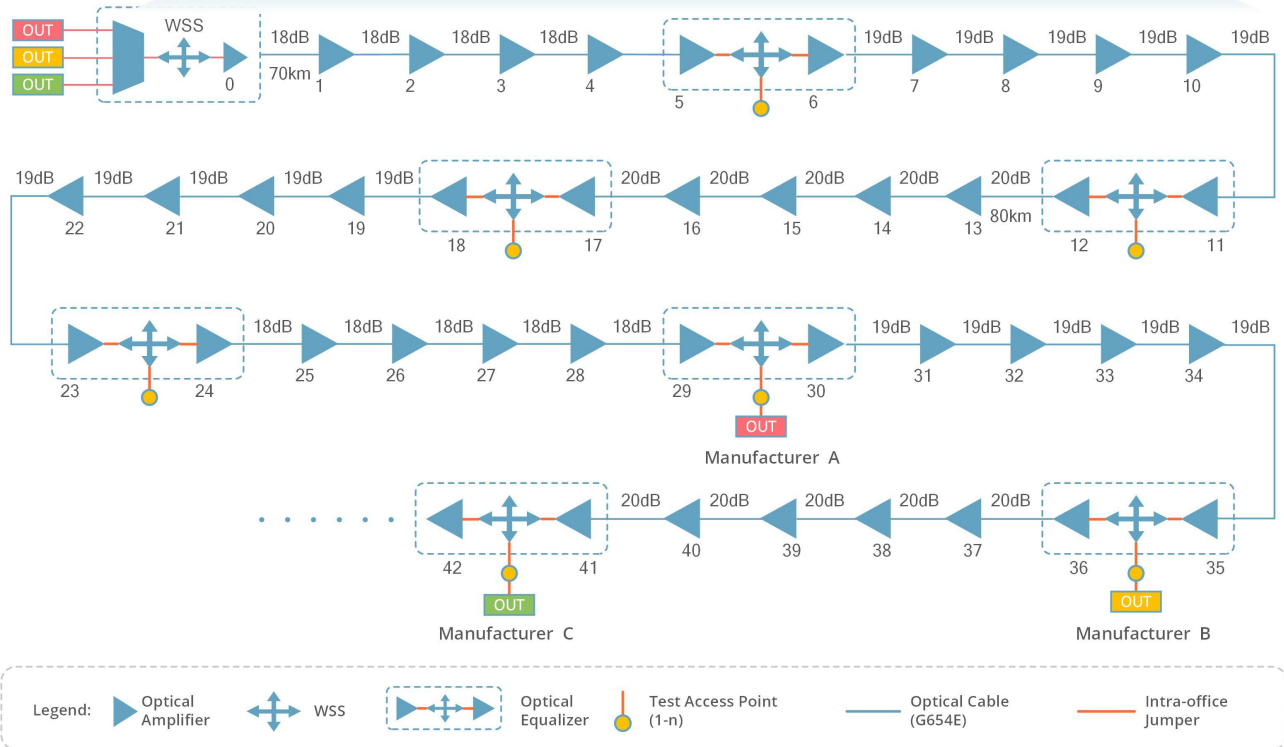 OUT
OUT
OUT
WSS
0
18dB 18dB 18dB 18dB
70km
1 2 3 4
5 6
19dB 19dB 19dB 19dB 19dB
7 8 9 10
19dB 19dB 19dB 19dB 19dB
22 21 20 19
18 17
20dB 20dB 20dB 20dB 20dB
80km
16 15 14 13
12 11
23 24
18dB 18dB 18dB 18dB 18dB
25 26 27 28
29 30
OUT
Manufacturer A
19dB 19dB 19dB 19dB 19dB
31 32 33 34
42 41
OUT
Manufacturer C
20dB 20dB 20dB 20dB 20dB
40 39 38 37
36 35
OUT
Manufacturer B
Legend:
Optical
Amplifier
WSS
Optical
Equalizer
Test Access Point
(1-n)
Optical Cable
(G654E)
Intra-office
Jumper